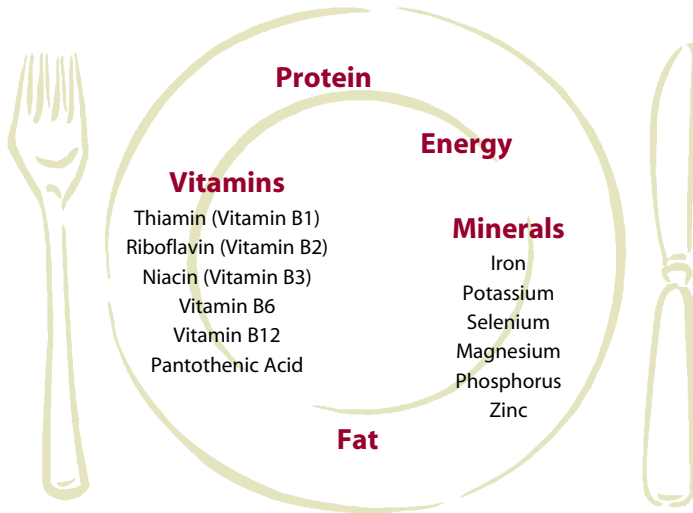 Protein
Energy
Vitamins
Thiamin (Vitamin B1)
Riboflavin (Vitamin B2)
Niacin (Vitamin B3)
Vitamin B6
Vitamin B12
Pantothenic Acid
Minerals
Iron
Potassium
Selenium
Magnesium
Phosphorus
Zinc
Fat